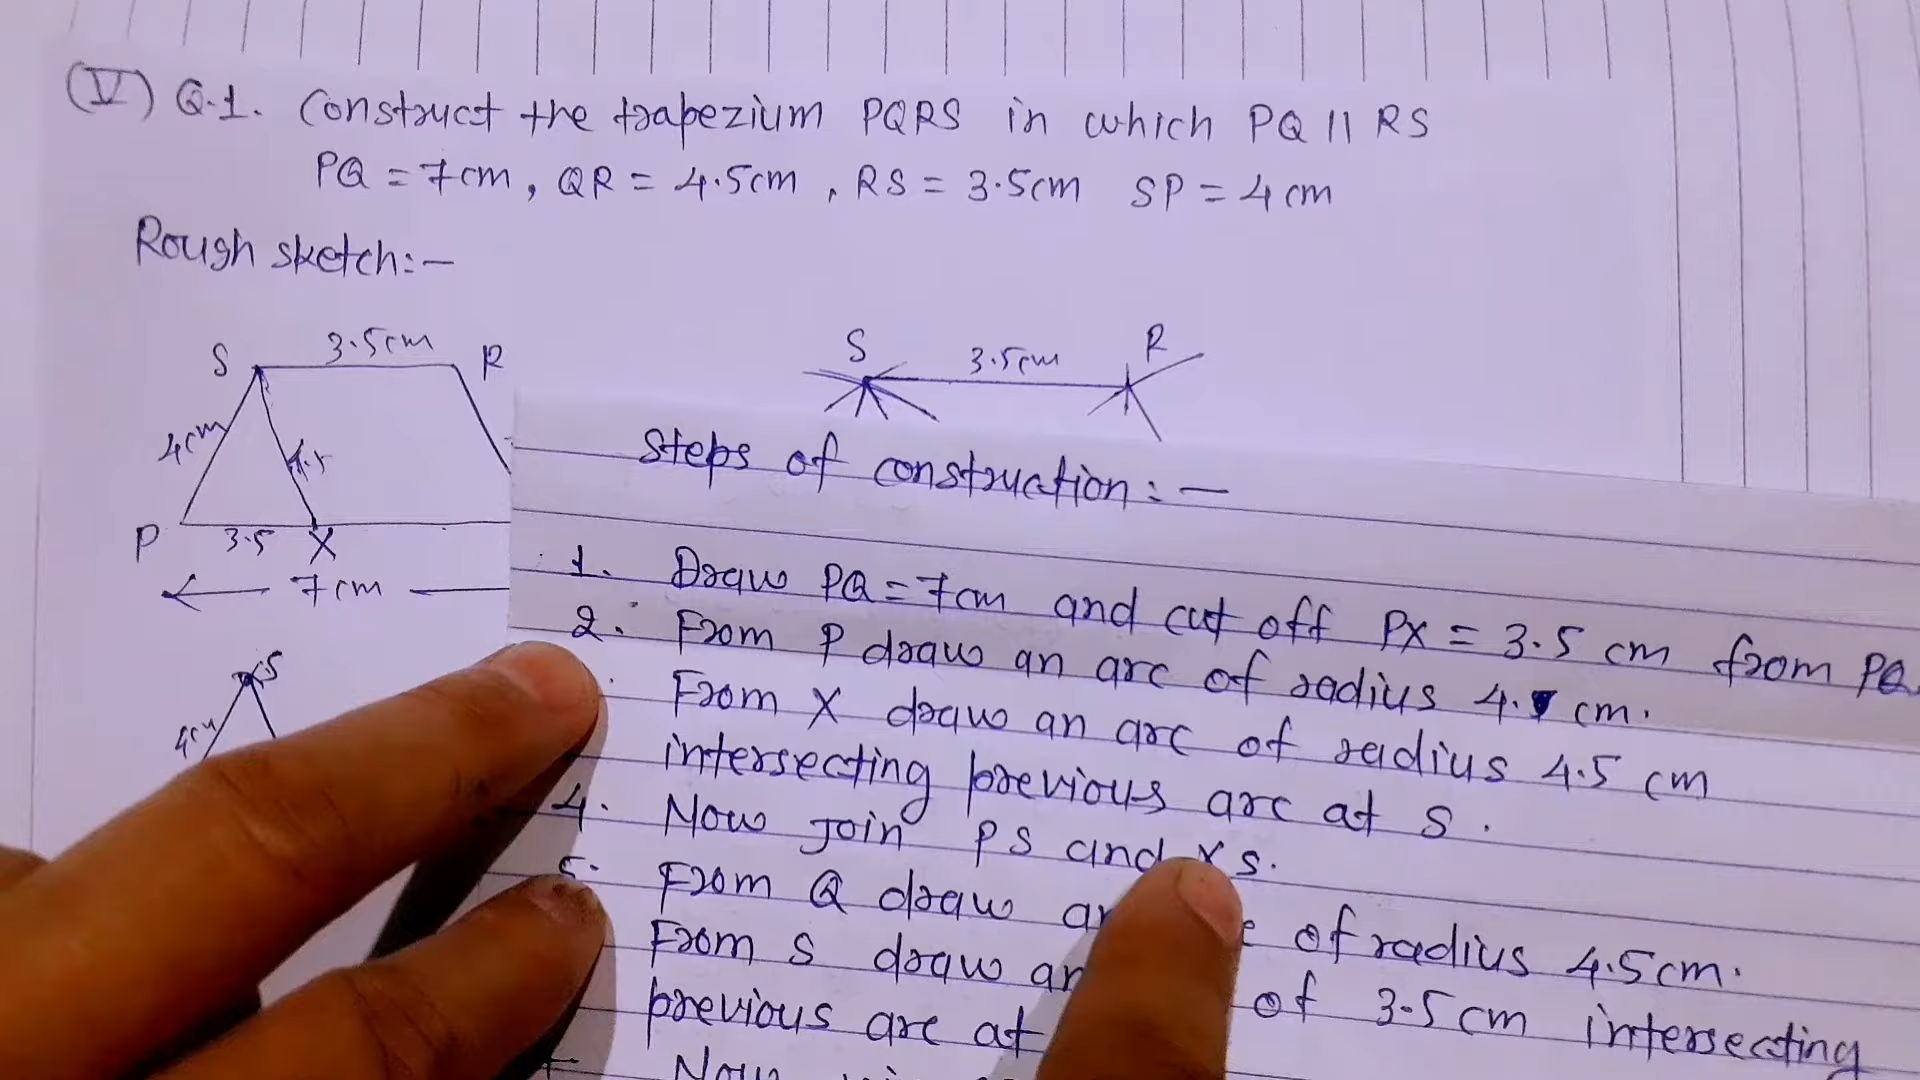 (V) Q.1. Construct the trapezium PQRS in which PQ || RS
PQ = 7cm, QR = 4.5cm, RS = 3.5cm SP = 4cm
Rough sketch:-
S 3.5cm R
4cm
P 3.5 X
7cm
S 3.5cm R
S
4cm
Steps of construction:-
1. Draw PQ = 7cm and cut off PX = 3.5 cm from PQ.
2. From P draw an arc of radius 4. cm.
From X draw an arc of radius 4.5 cm
intersecting previous arc at S.
4. Now join PS and XS.
5. From Q draw of radius 4.5cm.
From S draw of 3.5cm intersecting
previous arc at
Now